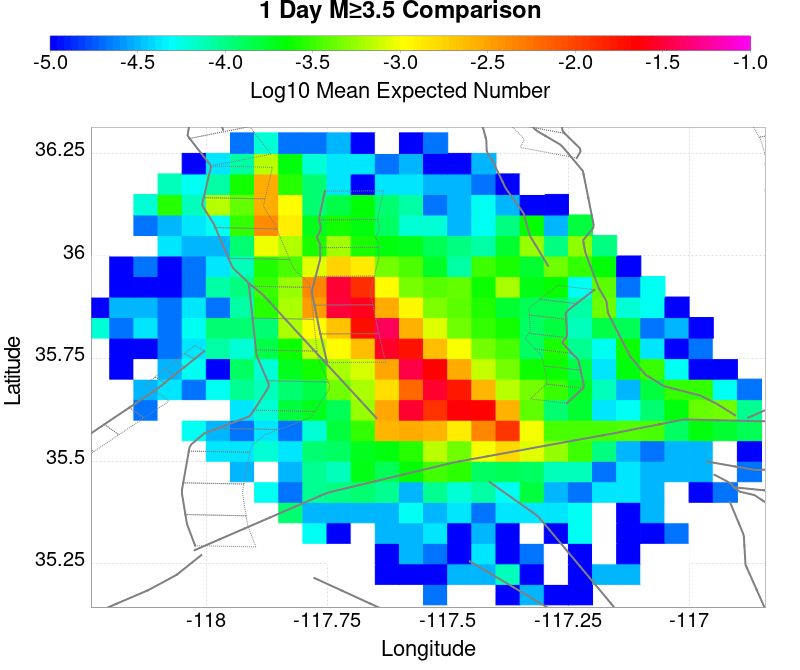 1 Day M≥3.5 Comparison
-5.0 -4.5 -4.0 -3.5 -3.0 -2.5 -2.0 -1.5 -1.0
Log10 Mean Expected Number
36.25
36
35.75
35.5
35.25
Latitude
-118 -117.75 -117.5 -117.25 -117
Longitude